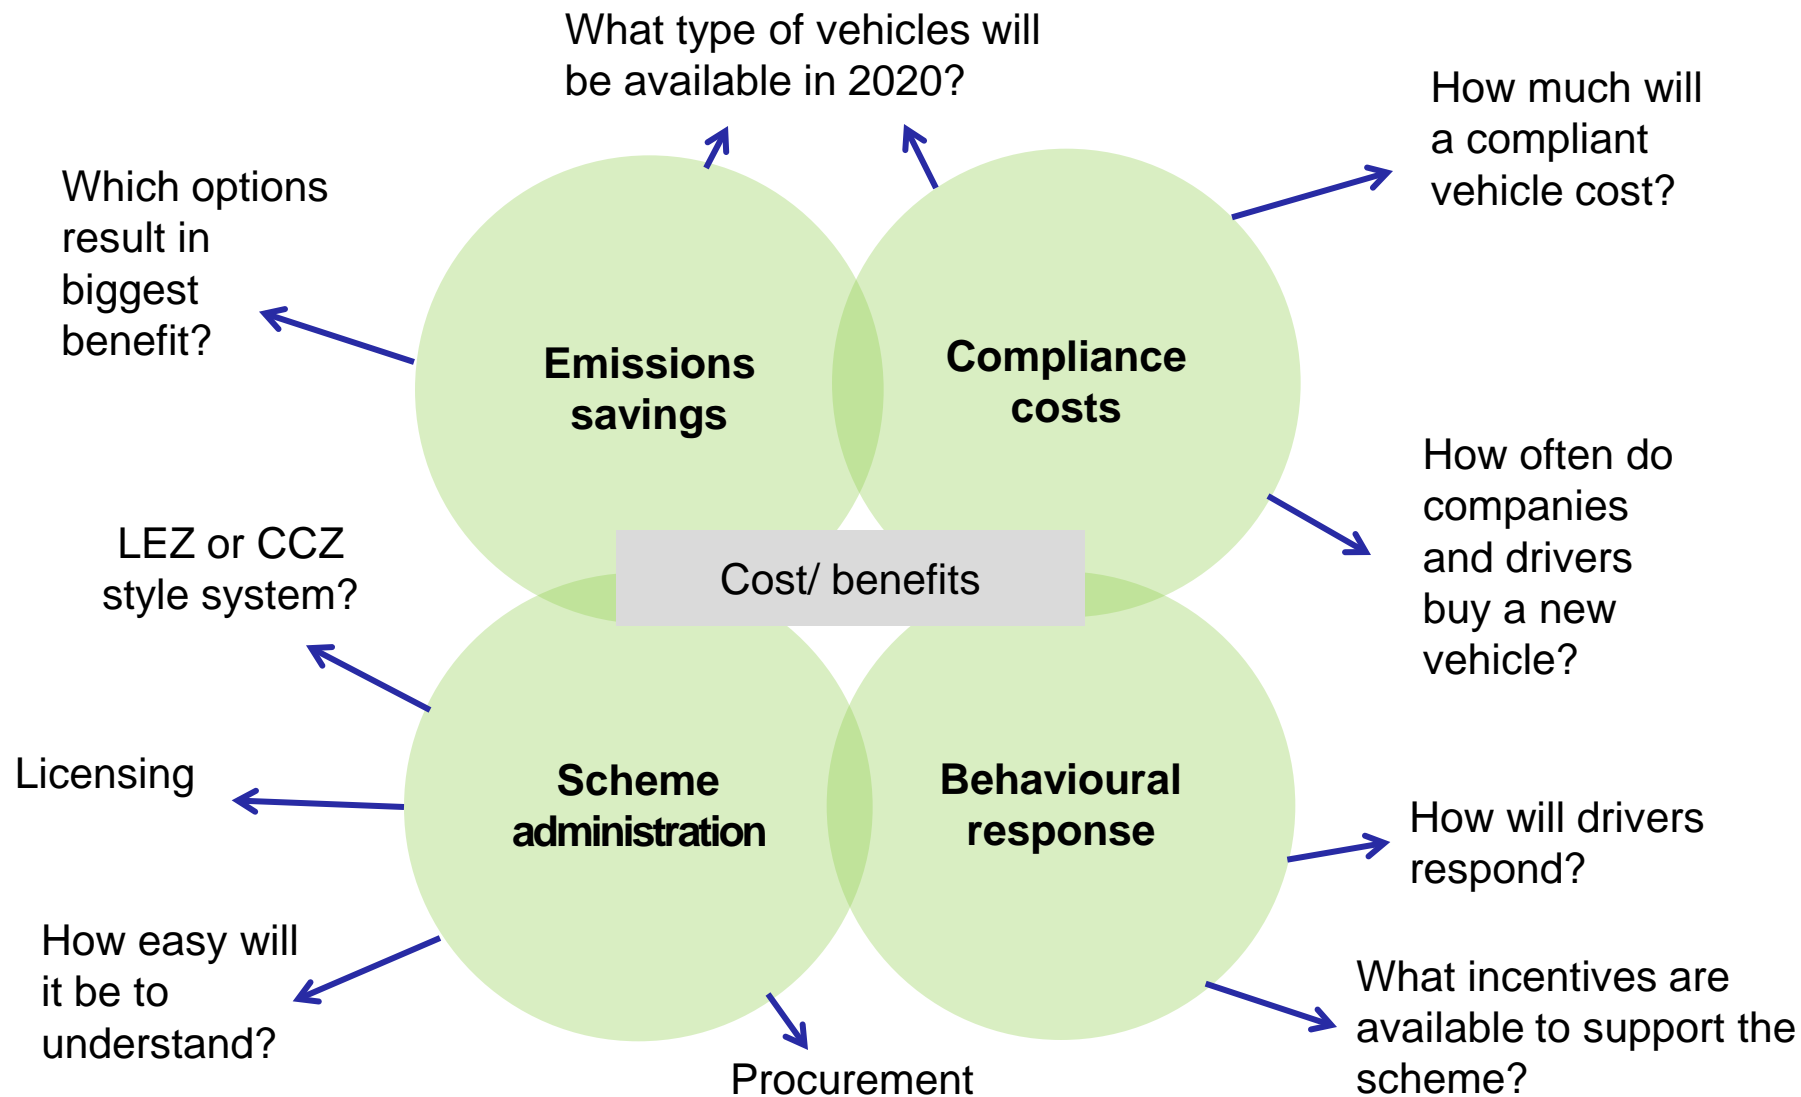 What type of vehicles will
be available in 2020?
How much will
a compliant
vehicle cost?
Which options
result in
biggest
benefit?
Emissions
savings
Compliance
costs
How often do
companies
and drivers
buy a new
vehicle?
LEZ or CCZ
style system?
Cost/ benefits
Licensing
Scheme
administration
Behavioural
response
How will drivers
respond?
How easy will
it be to
understand?
What incentives are
available to support the
scheme?
Procurement